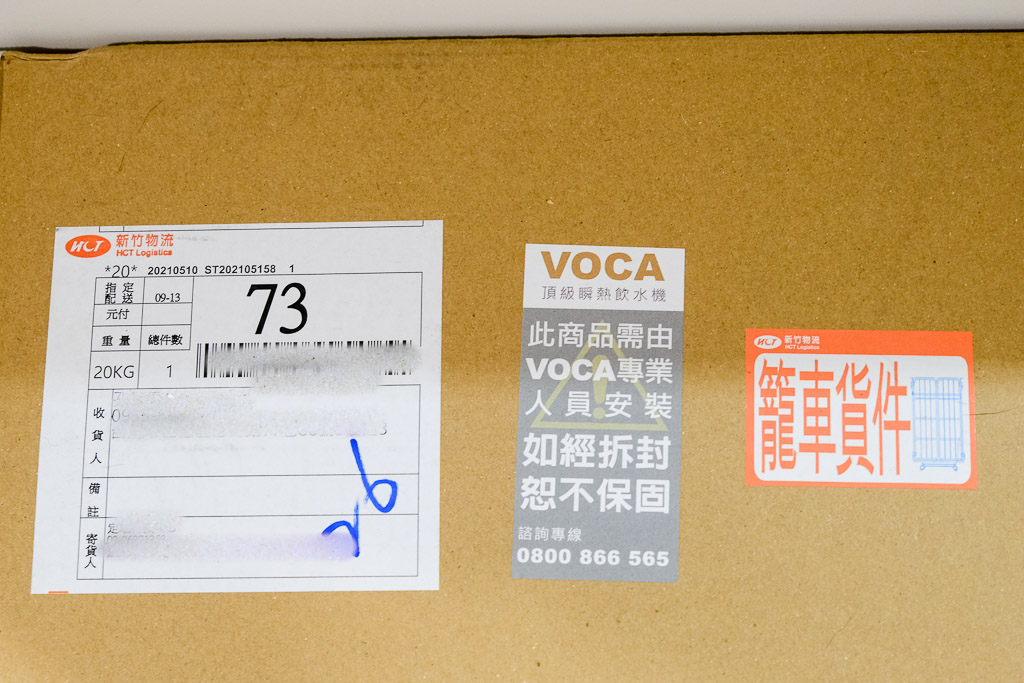 HCT 新竹物流
HCT Logistics
*20* 20210510 ST202105158 1
指定
配送 09-13
73
元付
重量 總件數
20KG 1
收
貨
人
備
註
寄
貨
人
26
VOCA
頂級瞬熱飲水機
此商品需由
VOCA專業
人員安裝
如經拆封
恕不保固
諮詢專線
0800 866 565
HCT 新竹物流
HCT Logistics
籠車貨件